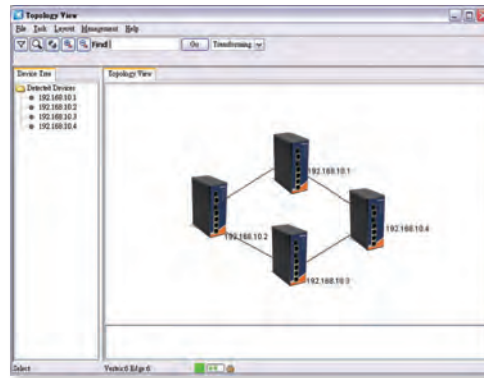 Topology View
File Task Layout Management Help
Find Go Transforming
Device Tree
Topology View
Detected Devices
192.168.10.1
192.168.10.2
192.168.10.3
192.168.10.4
192.168.10.1
192.168.10.2
192.168.10.4
192.168.10.3
Select